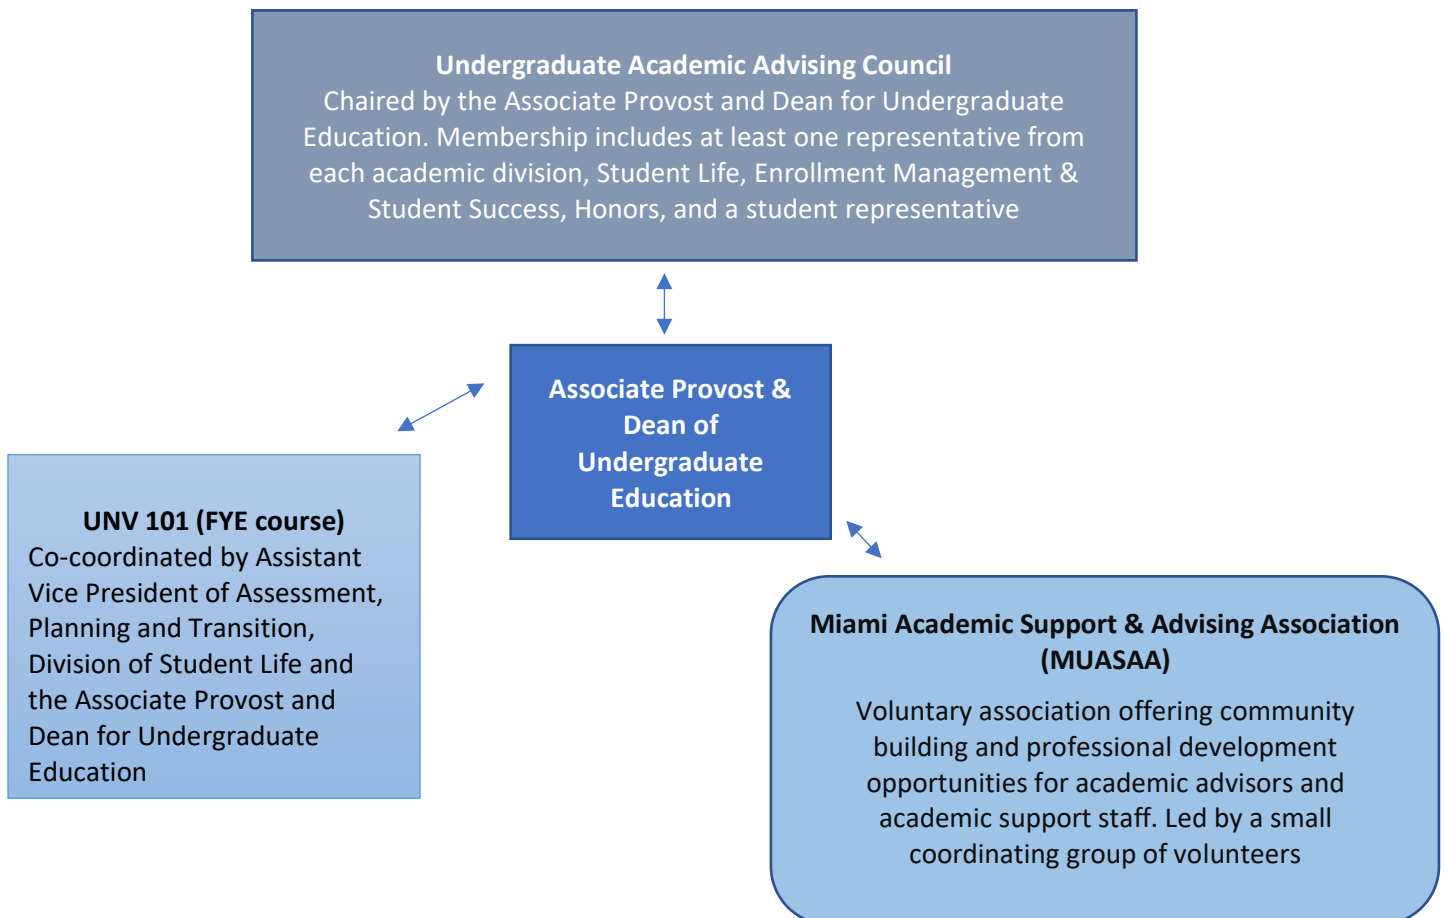 Undergraduate Academic Advising Council
Chaired by the Associate Provost and Dean for Undergraduate
Education. Membership includes at least one representative from
each academic division, Student Life, Enrollment Management &
Student Success, Honors, and a student representative
Associate Provost &
Dean of
Undergraduate
Education
UNV 101 (FYE course)
Co-coordinated by Assistant
Vice President of Assessment,
Planning and Transition,
Division of Student Life and
the Associate Provost and
Dean for Undergraduate
Education
Miami Academic Support & Advising Association
(MUASAA)
Voluntary association offering community
building and professional development
opportunities for academic advisors and
academic support staff. Led by a small
coordinating group of volunteers